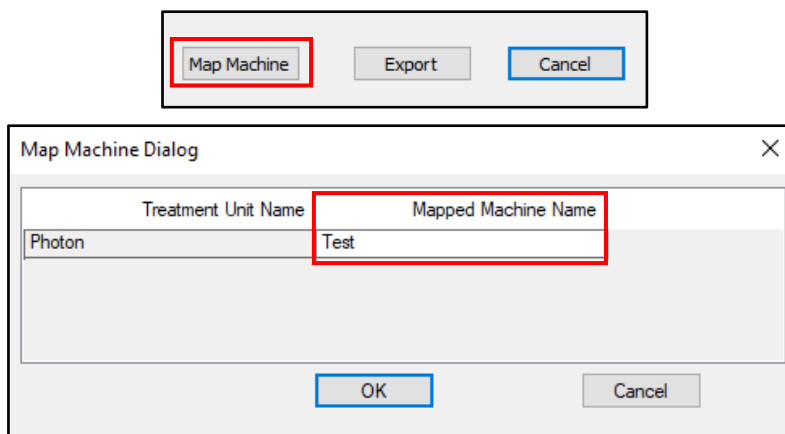 Map Machine Export Cancel
Map Machine Dialog
Treatment Unit Name Mapped Machine Name
Photon Test
OK Cancel